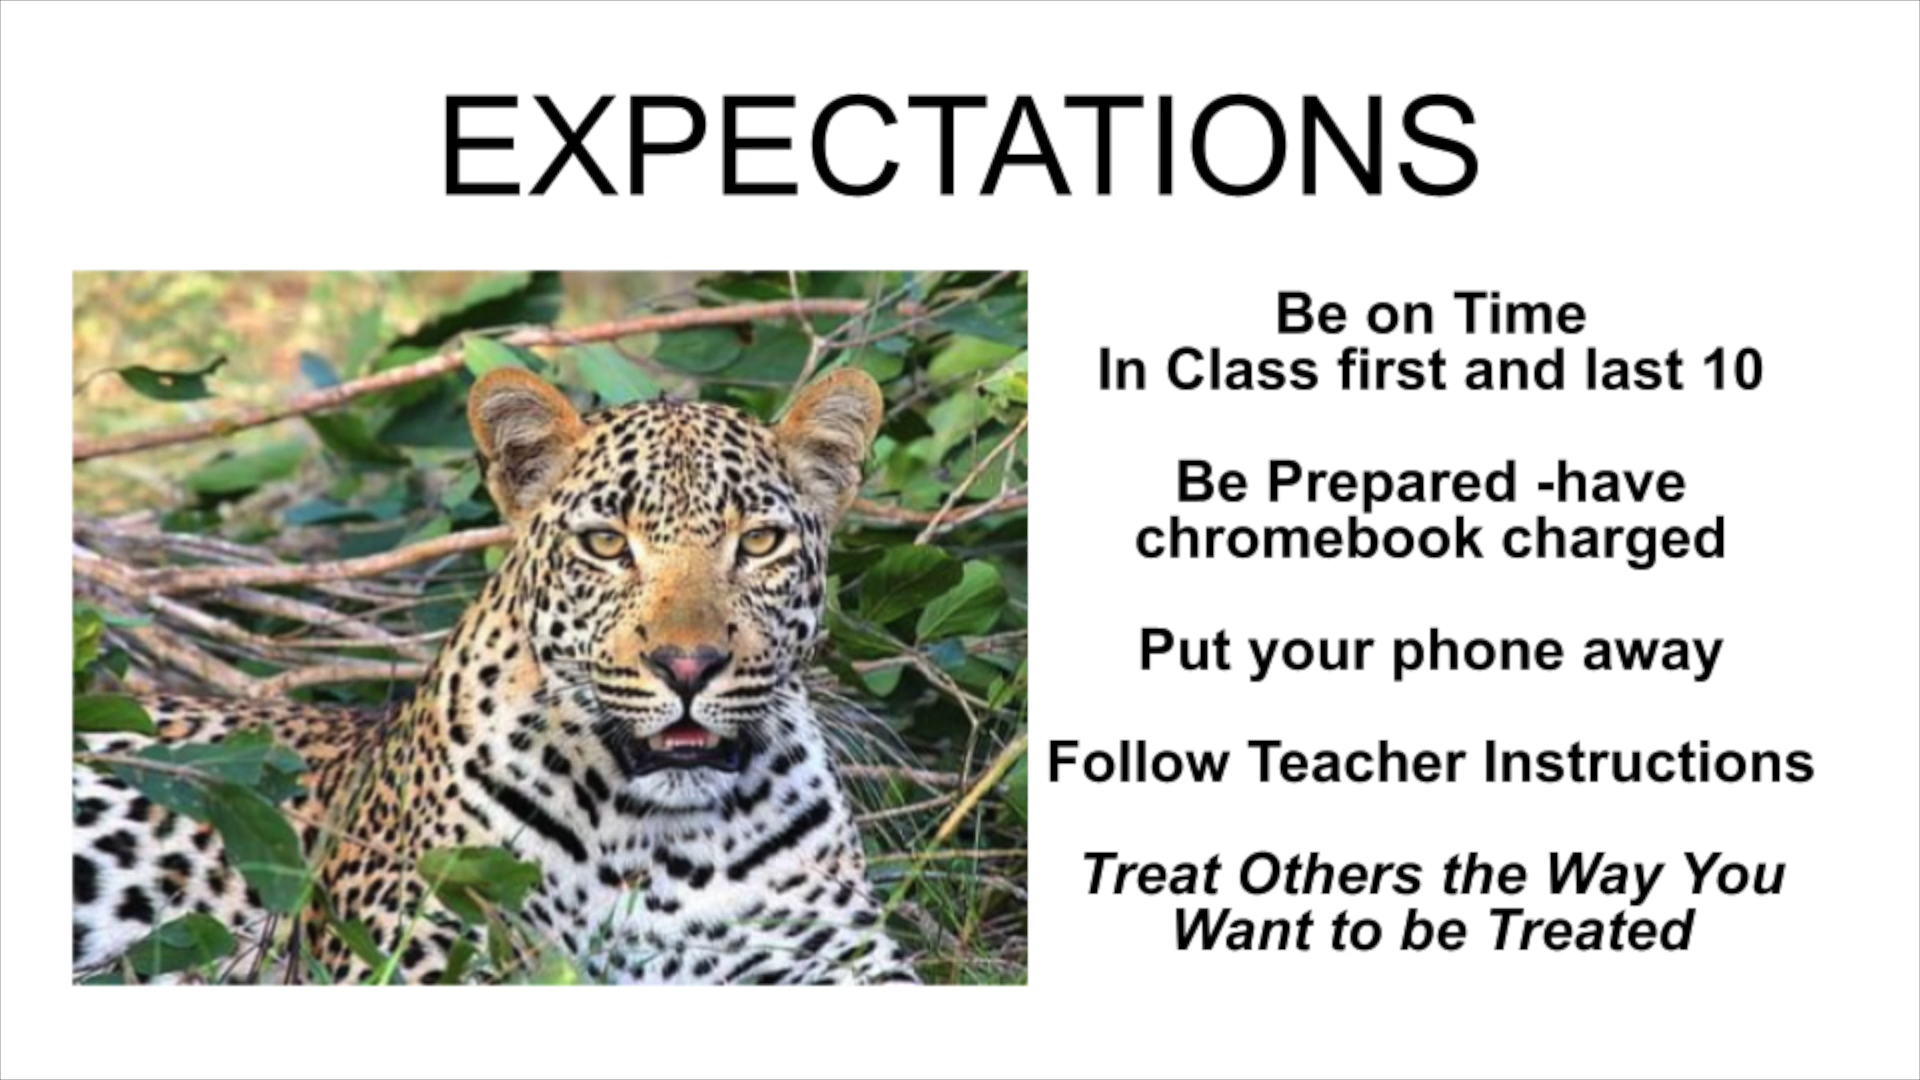 EXPECTATIONS
Be on Time
In Class first and last 10
Be Prepared -have
chromebook charged
Put your phone away
Follow Teacher Instructions
Treat Others the Way You
Want to be Treated